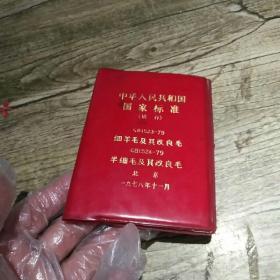 中华人民共和国
国家标准
GB1523-79
细羊毛及其改良毛
GB1524-79
半细毛及其改良毛
北京
一九七八年十一月